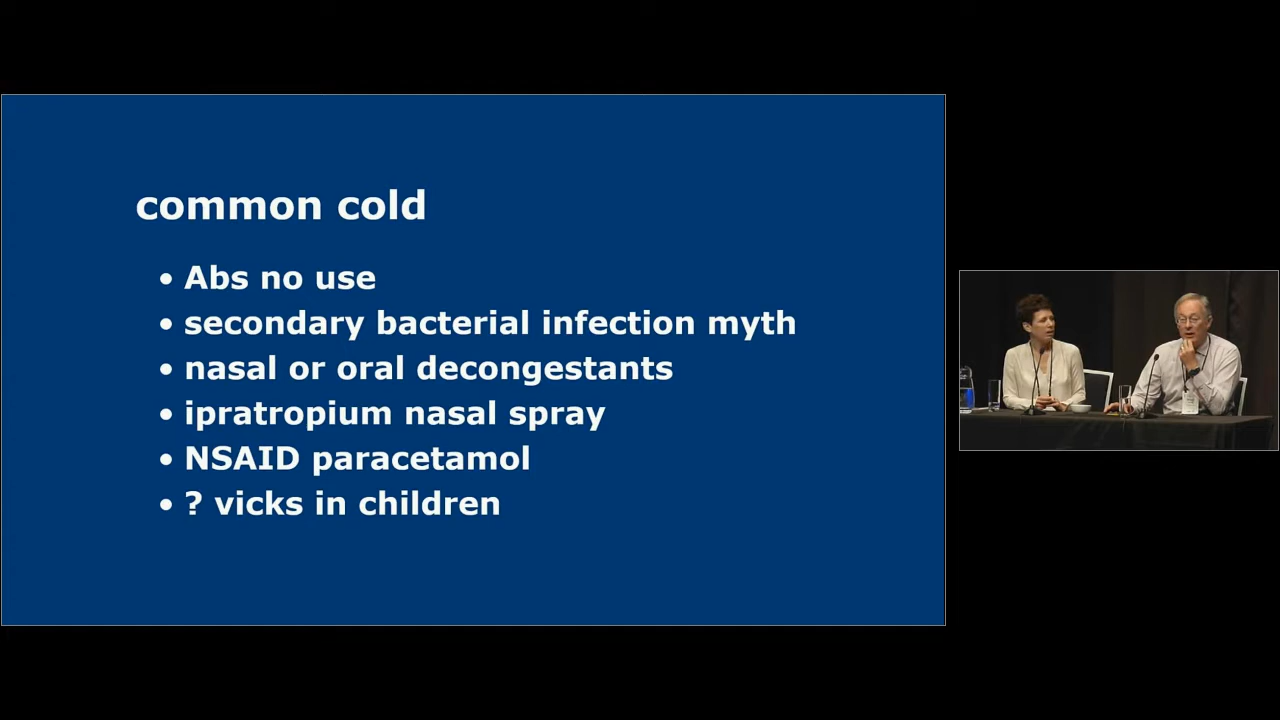 common cold
• Abs no use
• secondary bacterial infection myth
• nasal or oral decongestants
• ipratropium nasal spray
• NSAID paracetamol
• ? vicks in children